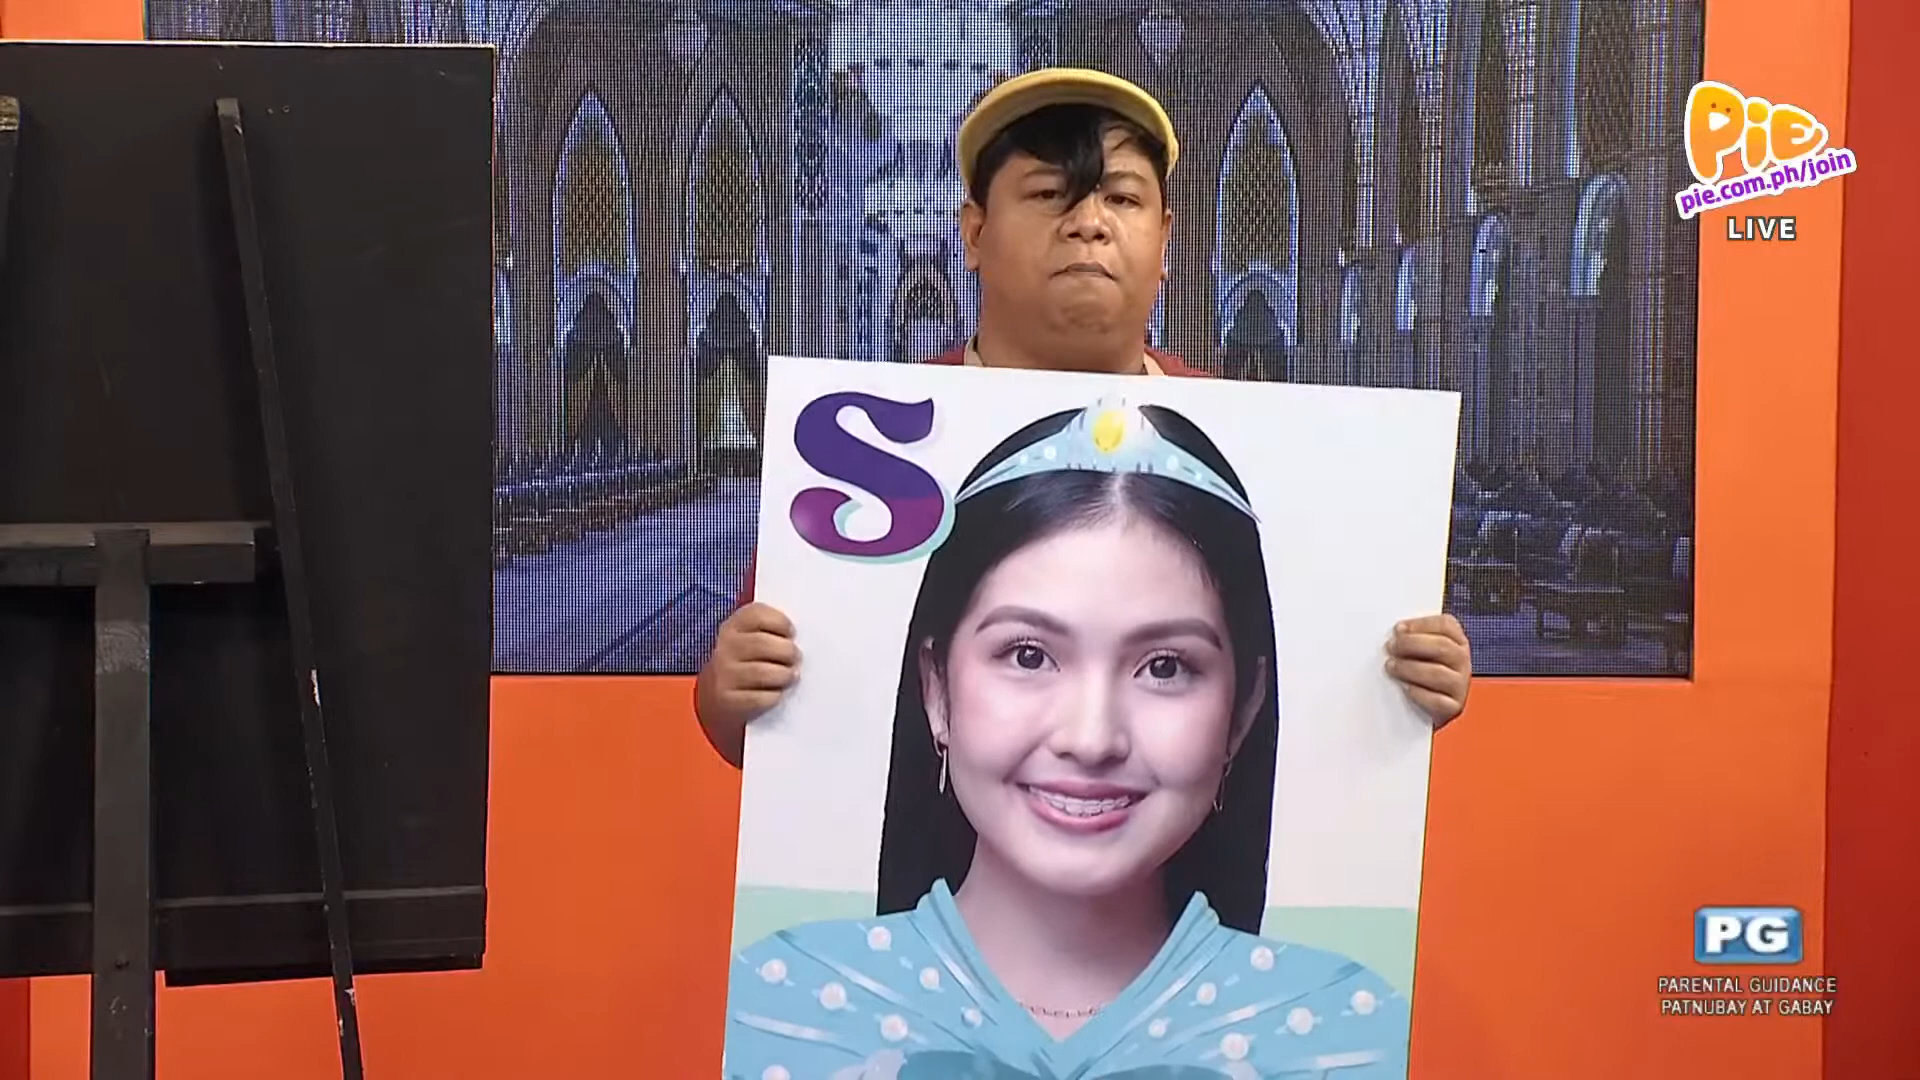 Pie
pie.com.ph/join
LIVE
S
PG
PARENTAL GUIDANCE
PATNUBAY AT GABAY